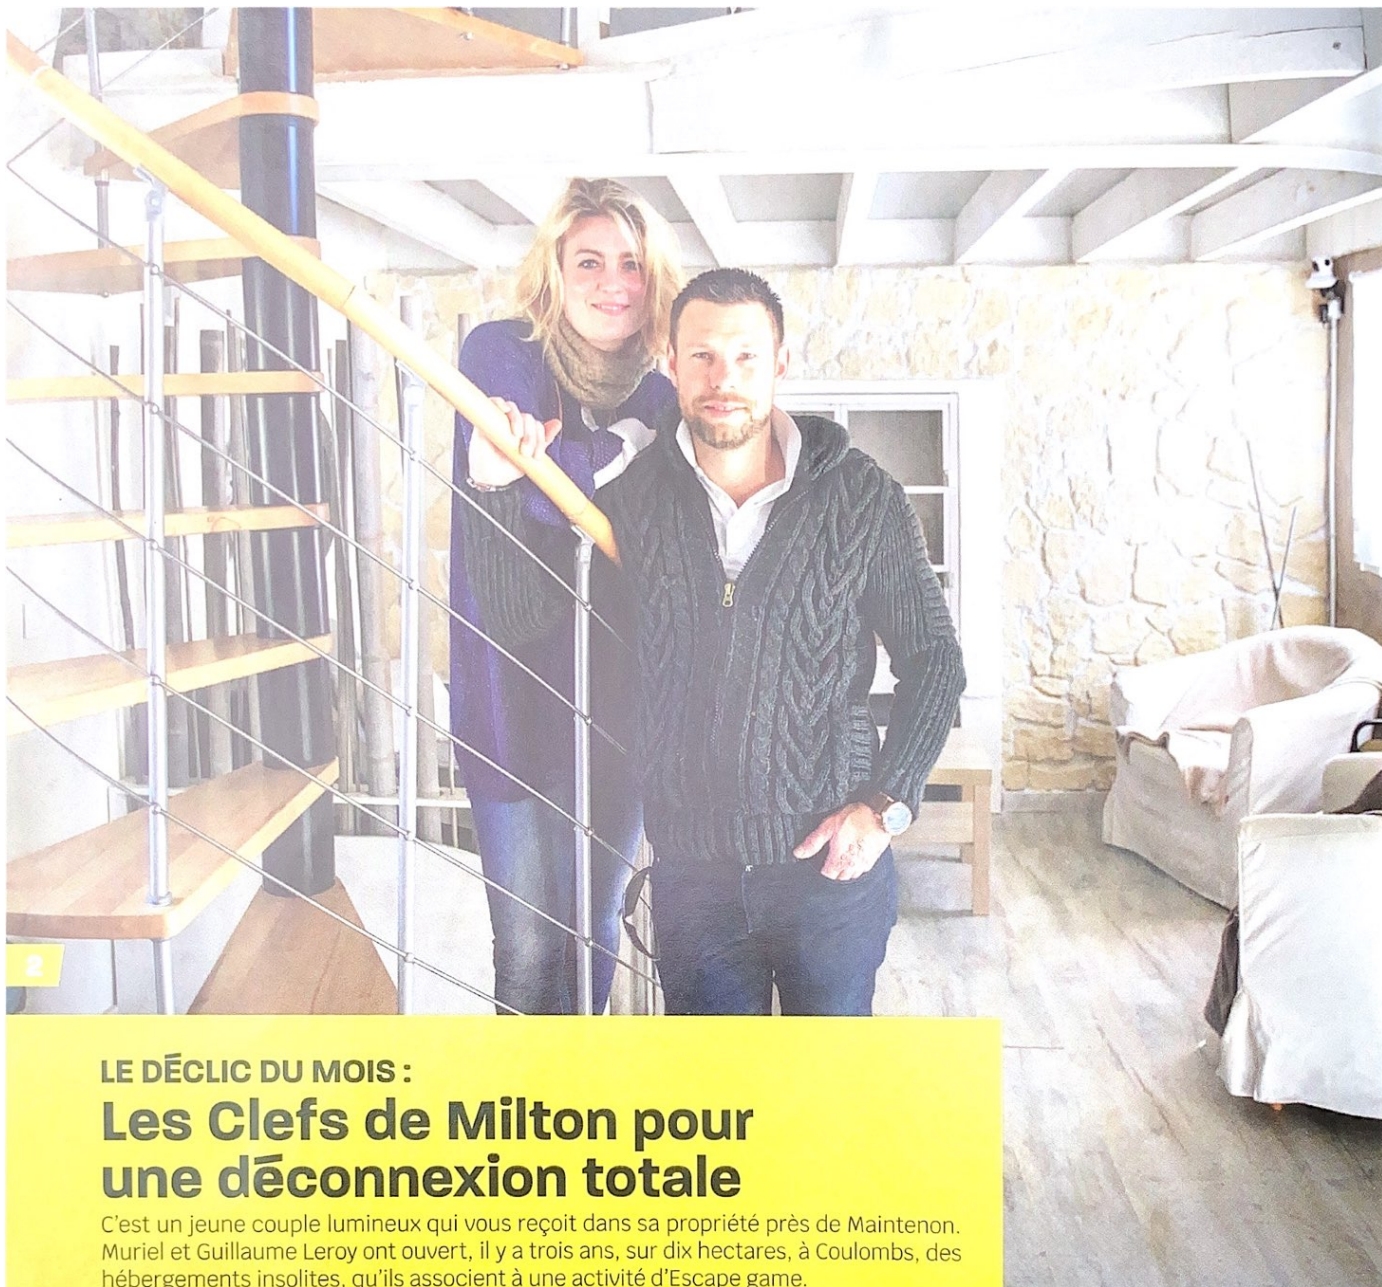 2
LE DÉCLIC DU MOIS :
Les Clefs de Milton pour
une déconnexion totale
C'est un jeune couple lumineux qui vous reçoit dans sa propriété près de Maintenon.
Muriel et Guillaume Leroy ont ouvert, il y a trois ans, sur dix hectares, à Coulombs, des
hébergements insolites, qu'ils associent à une activité d'Escape game.